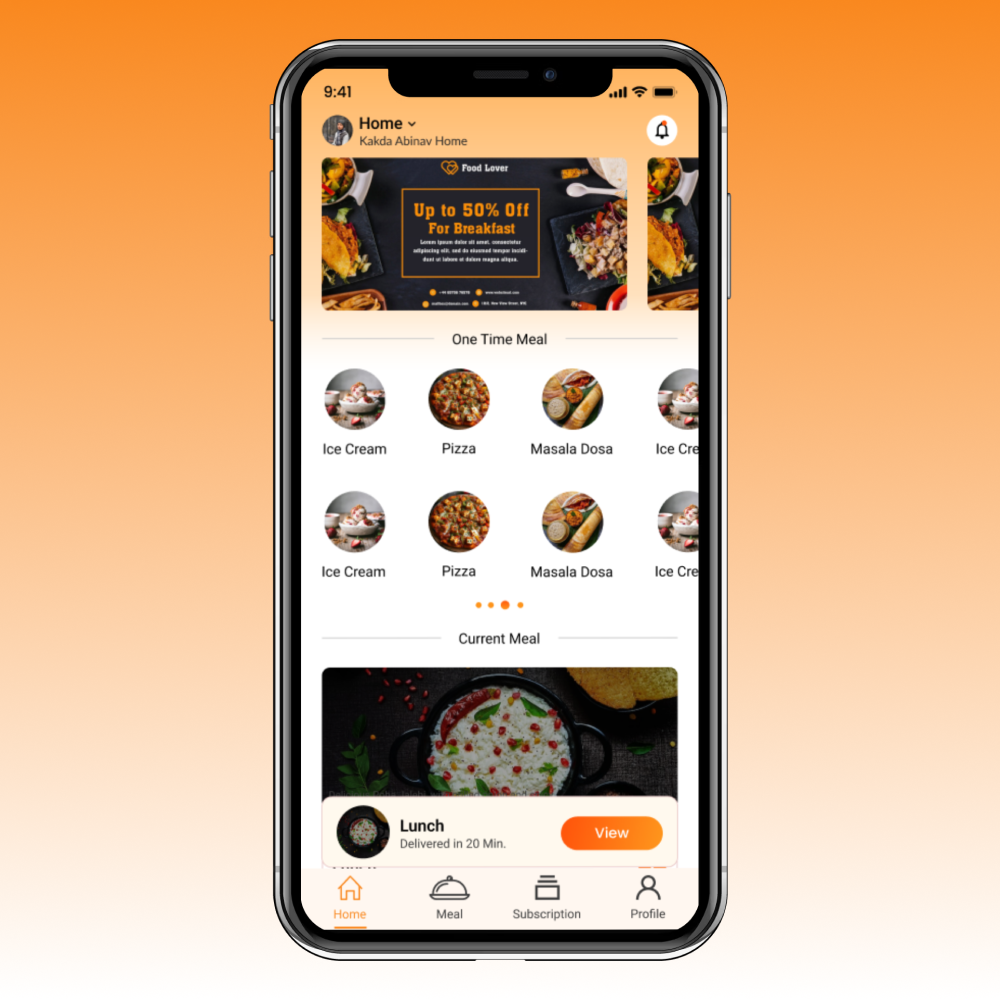 9:41
Home
Kakda Abinav Home
Food Lover
Up to 50% Off
For Breakfast
Lorem ipsum dolor sit amet, consectetur
adipiscing elit, sed do eiusmod tempor incidi-
dunt ut labore et dolore magna aliqua.
One Time Meal
Ice Cream
Pizza
Masala Dosa
Ice Cre
Ice Cream
Pizza
Masala Dosa
Ice Cre
Current Meal
Lunch
Delivered in 20 Min.
View
Home
Meal
Subscription
Profile